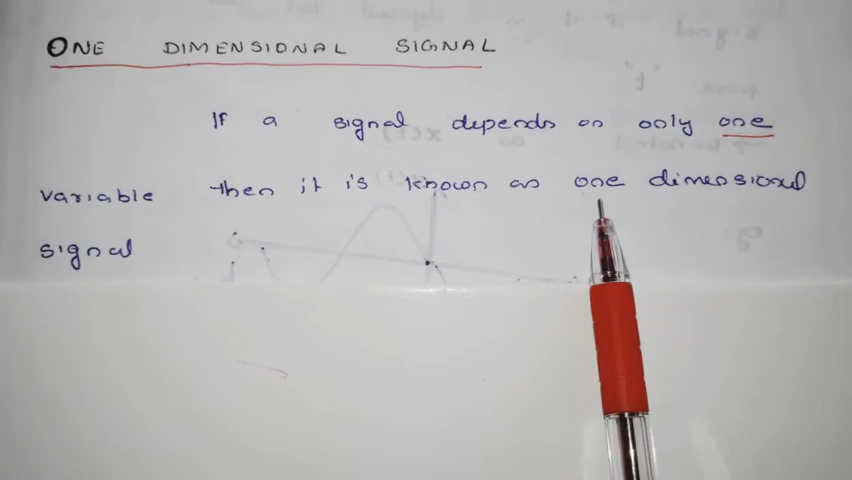 ONE DIMENSIONAL SIGNAL
If a signal depends on only one
variable then it is known as one dimensional
signal